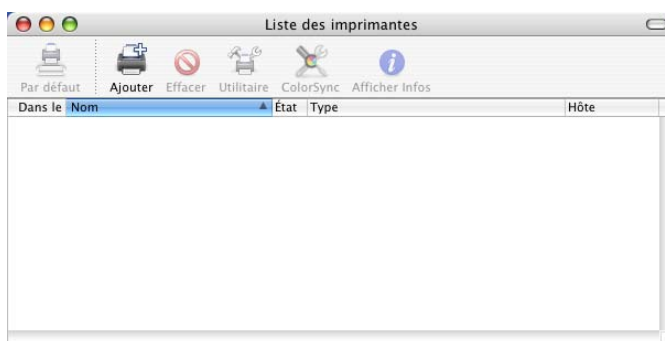 Liste des imprimantes
Par défaut Ajouter Effacer Utilitaire ColorSync Afficher Infos
Dans le Nom État Type Hôte